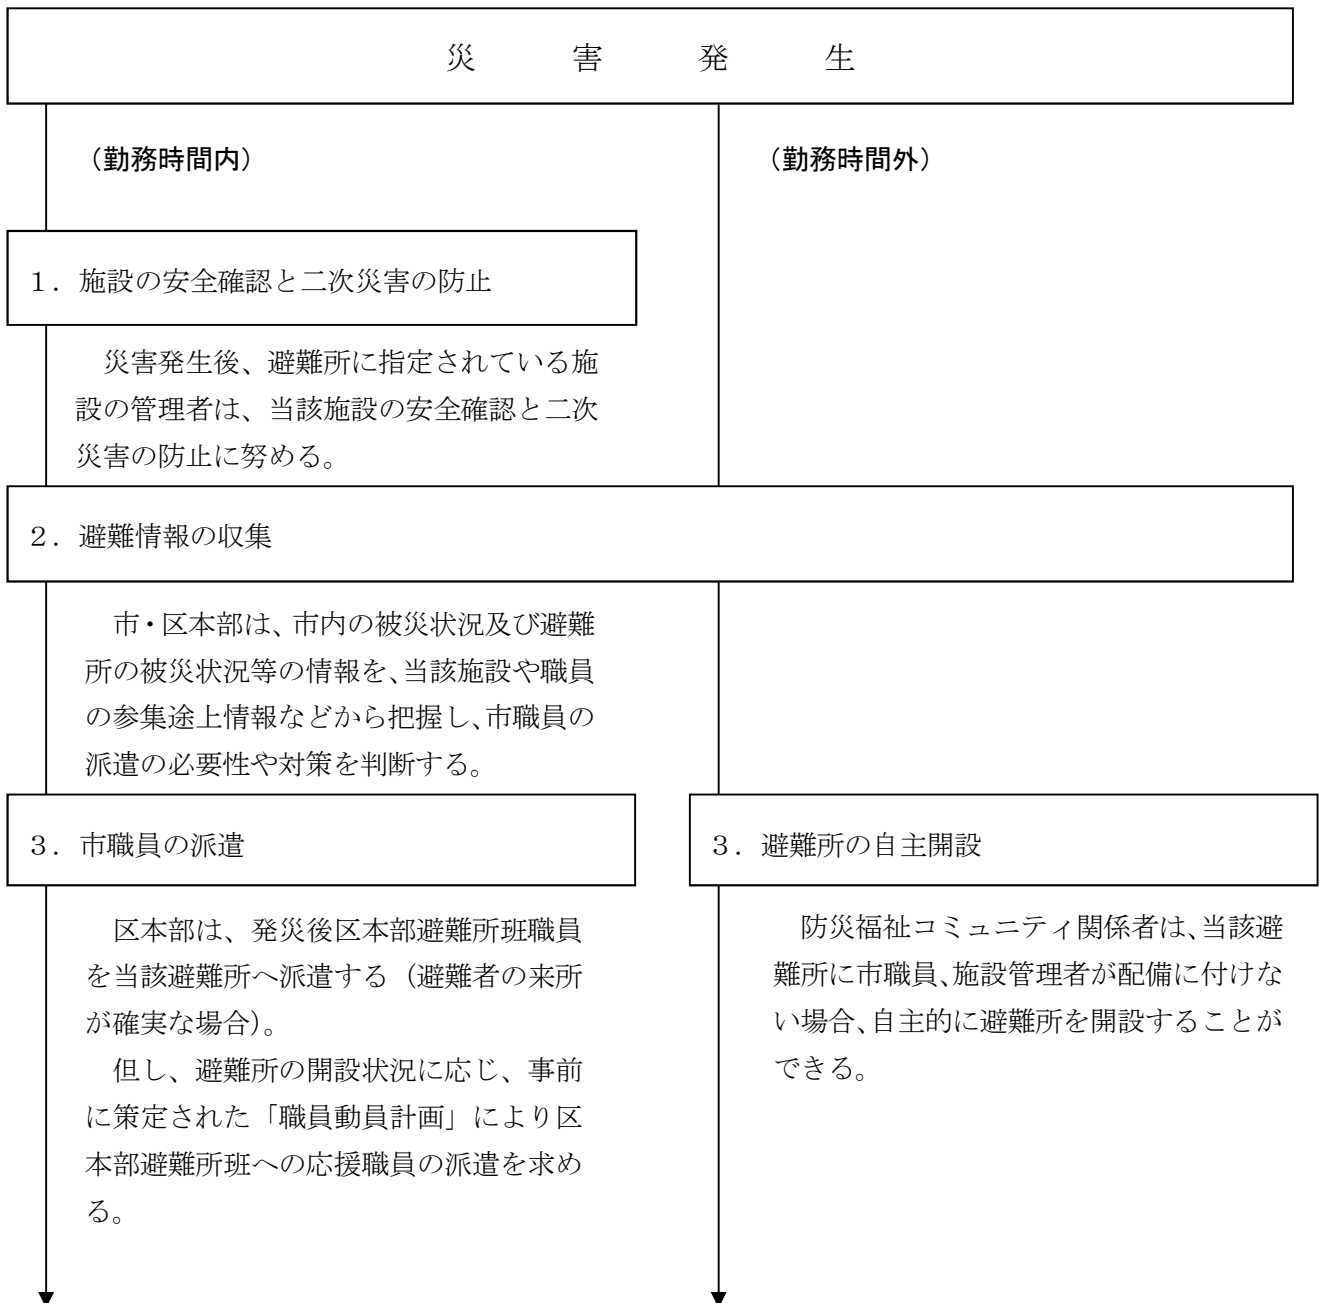 災害発生
（勤務時間内）
（勤務時間外）
１．施設の安全確認と二次災害の防止
災害発生後、避難所に指定されている施
設の管理者は、当該施設の安全確認と二次
災害の防止に努める。
２．避難情報の収集
市・区本部は、市内の被災状況及び避難
所の被災状況等の情報を、当該施設や職員
の参集途上情報などから把握し、市職員の
派遣の必要性や対策を判断する。
３．市職員の派遣
区本部は、発災後区本部避難所班職員
を当該避難所へ派遣する（避難者の来所
が確実な場合）。
但し、避難所の開設状況に応じ、事前
に策定された「職員動員計画」により区
本部避難所班への応援職員の派遣を求め
る。
３．避難所の自主開設
防災福祉コミュニティ関係者は、当該避
難所に市職員、施設管理者が配備に付けな
い場合、自主的に避難所を開設することが
できる。